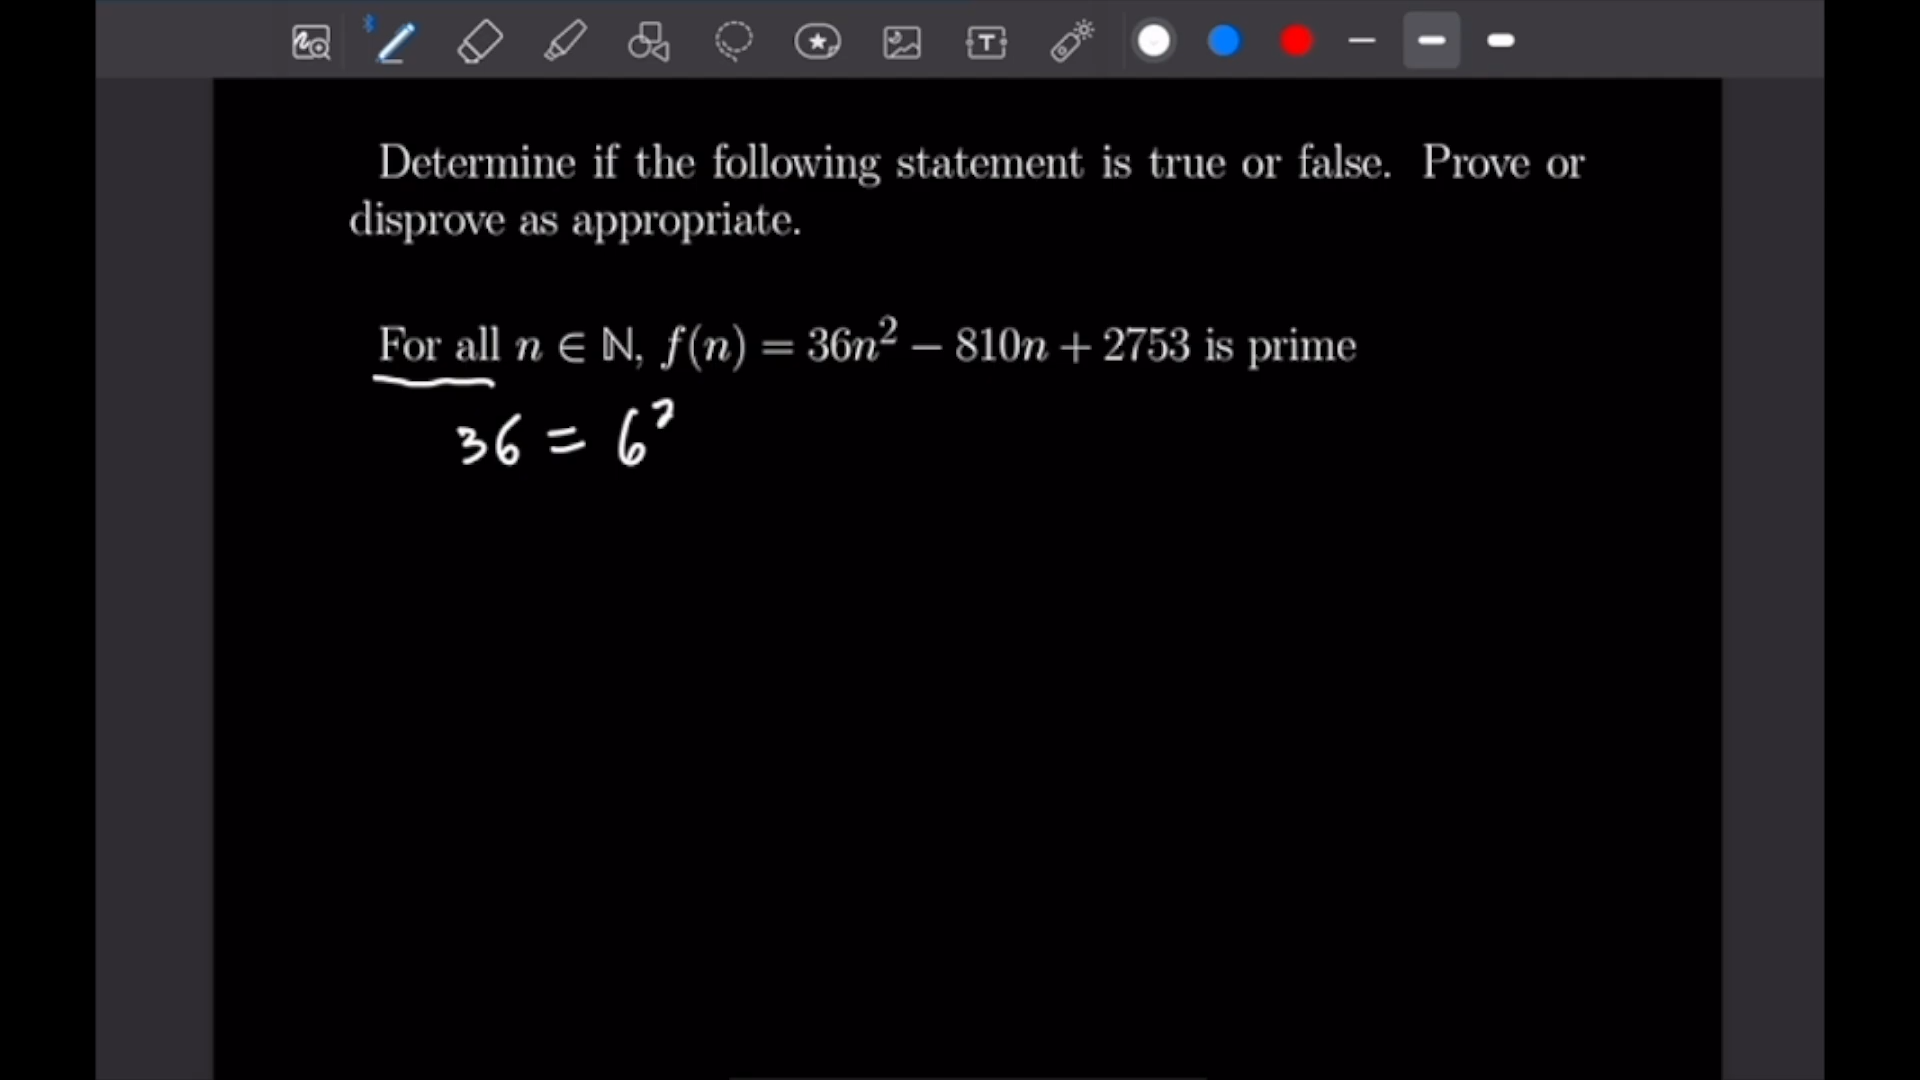 Determine if the following statement is true or false. Prove or
disprove as appropriate.
For all n ∈ ℕ, f(n) = 36n² − 810n + 2753 is prime
36 = 6²